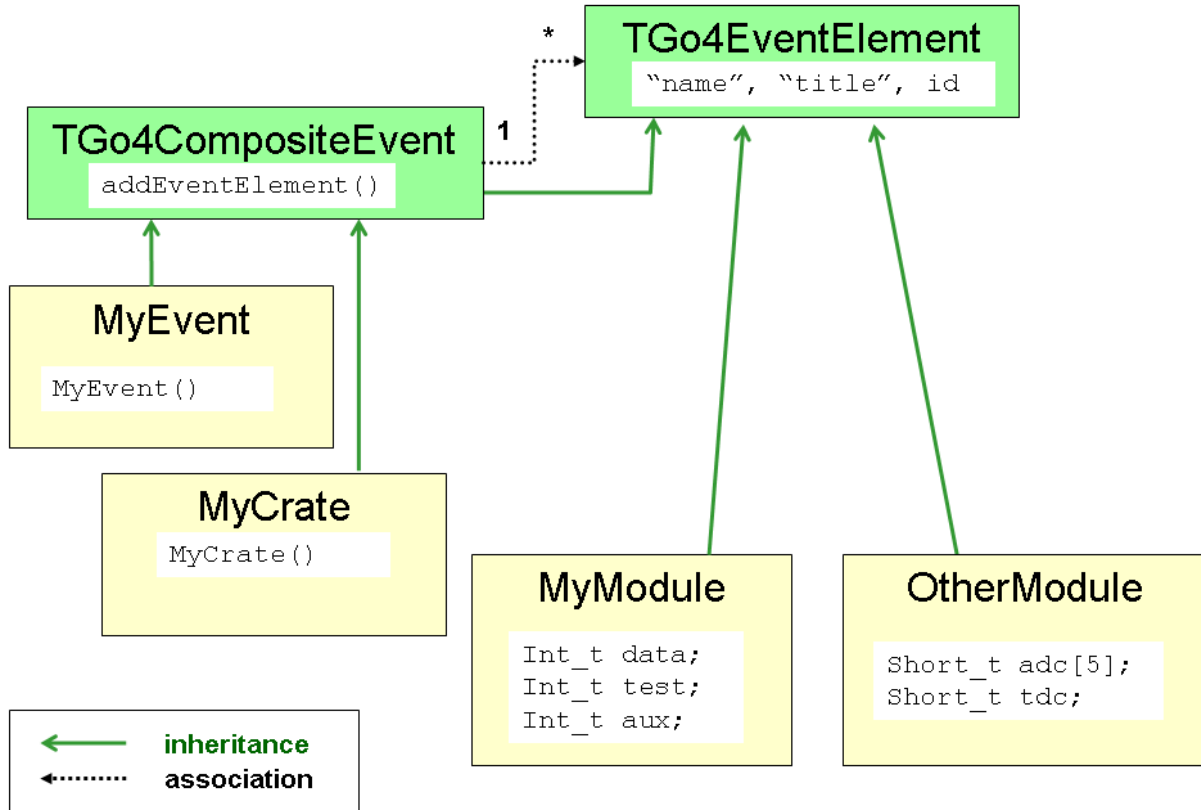 *
TGo4EventElement
“name”, “title”, id
TGo4CompositeEvent
1
addEventElement()
MyEvent
MyEvent()
MyCrate
MyCrate()
MyModule
Int_t data;
Int_t test;
Int_t aux;
OtherModule
Short_t adc[5];
Short_t tdc;
inheritance
association